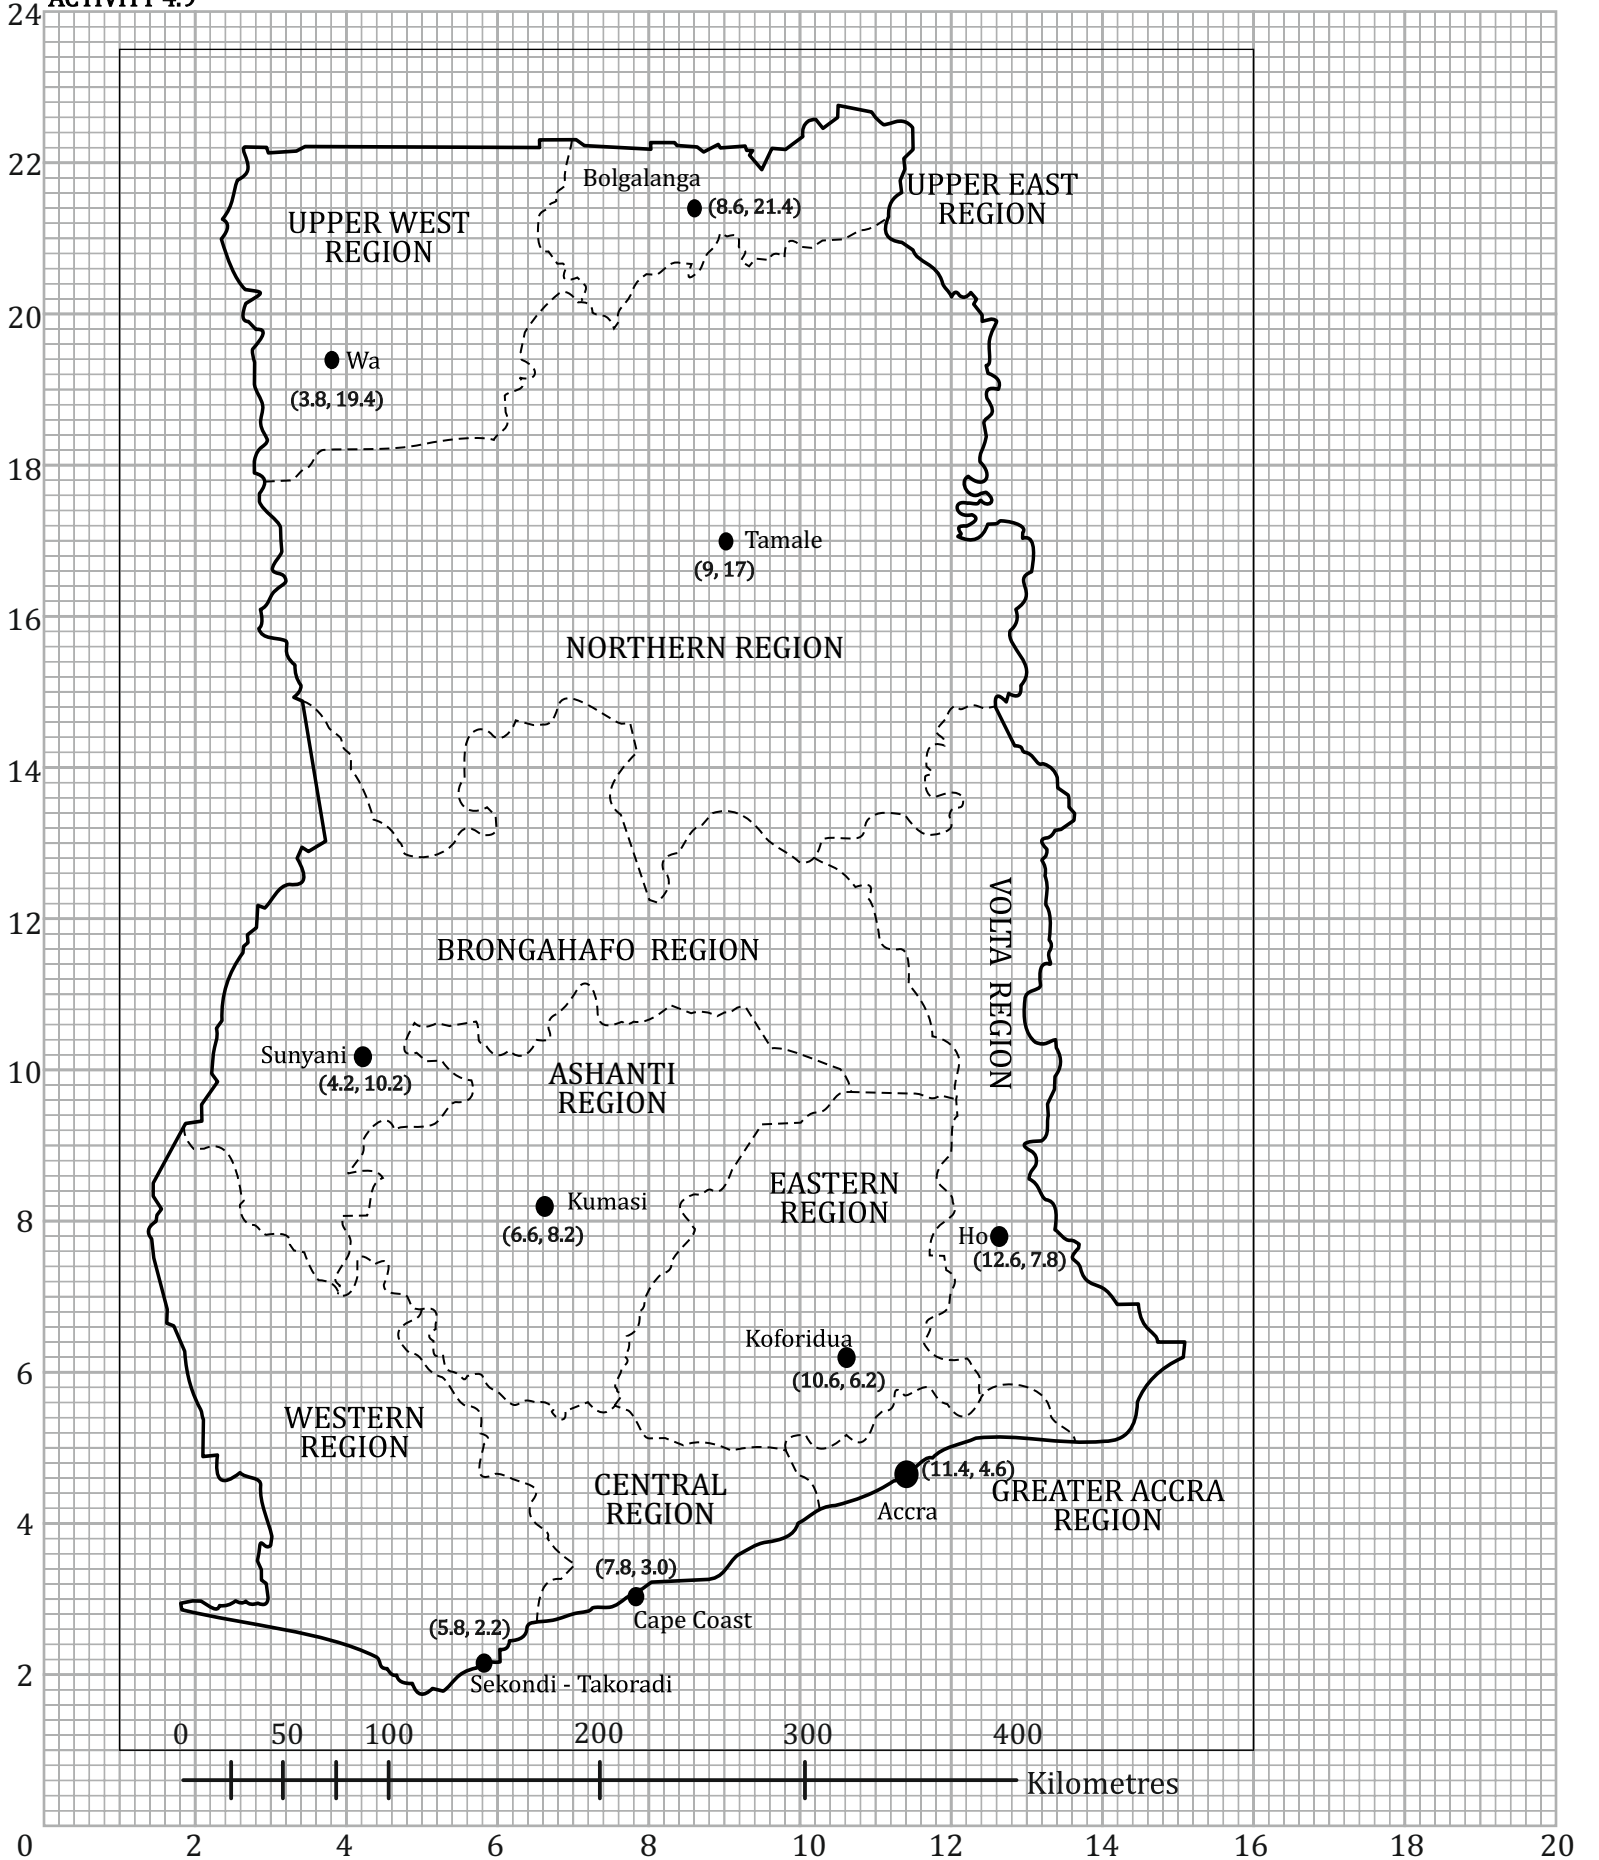 ACTIVITY 4.9
24
22
Bolgalanga
(8.6, 21.4)
UPPER EAST
REGION
UPPER WEST
REGION
20
Wa
(3.8, 19.4)
18
Tamale
(9, 17)
16
NORTHERN REGION
14
12
VOLTA REGION
BRONGAHAFO REGION
10
Sunyani
(4.2, 10.2)
ASHANTI
REGION
8
Kumasi
(6.6, 8.2)
EASTERN
REGION
Ho
(12.6, 7.8)
Koforidua
(10.6, 6.2)
6
WESTERN
REGION
(11.4, 4.6)
Accra
GREATER ACCRA
REGION
CENTRAL
REGION
4
(7.8, 3.0)
Cape Coast
(5.8, 2.2)
2
Sekondi - Takoradi
0 50 100 200 300 400
Kilometres
0 2 4 6 8 10 12 14 16 18 20